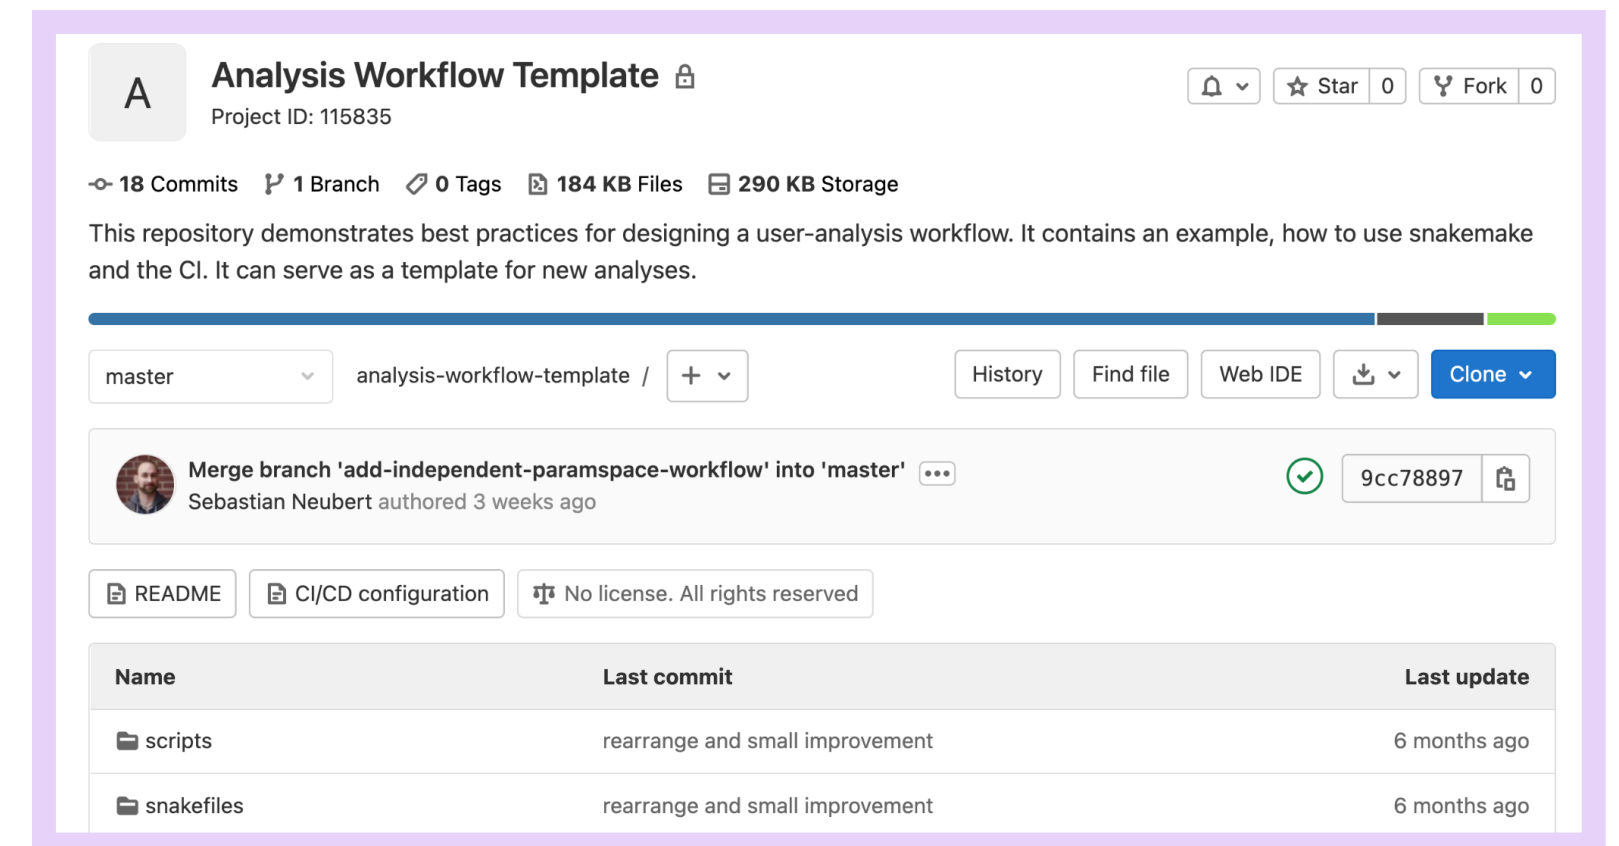 A
Analysis Workflow Template
Project ID: 115835
Star 0
Fork 0
18 Commits 1 Branch 0 Tags 184 KB Files 290 KB Storage
This repository demonstrates best practices for designing a user-analysis workflow. It contains an example, how to use snakemake
and the CI. It can serve as a template for new analyses.
master analysis-workflow-template / + History Find file Web IDE Clone
Merge branch 'add-independent-paramspace-workflow' into 'master' •••
Sebastian Neubert authored 3 weeks ago
9cc78897
README CI/CD configuration No license. All rights reserved
Name Last commit Last update
scripts rearrange and small improvement 6 months ago
snakefiles rearrange and small improvement 6 months ago